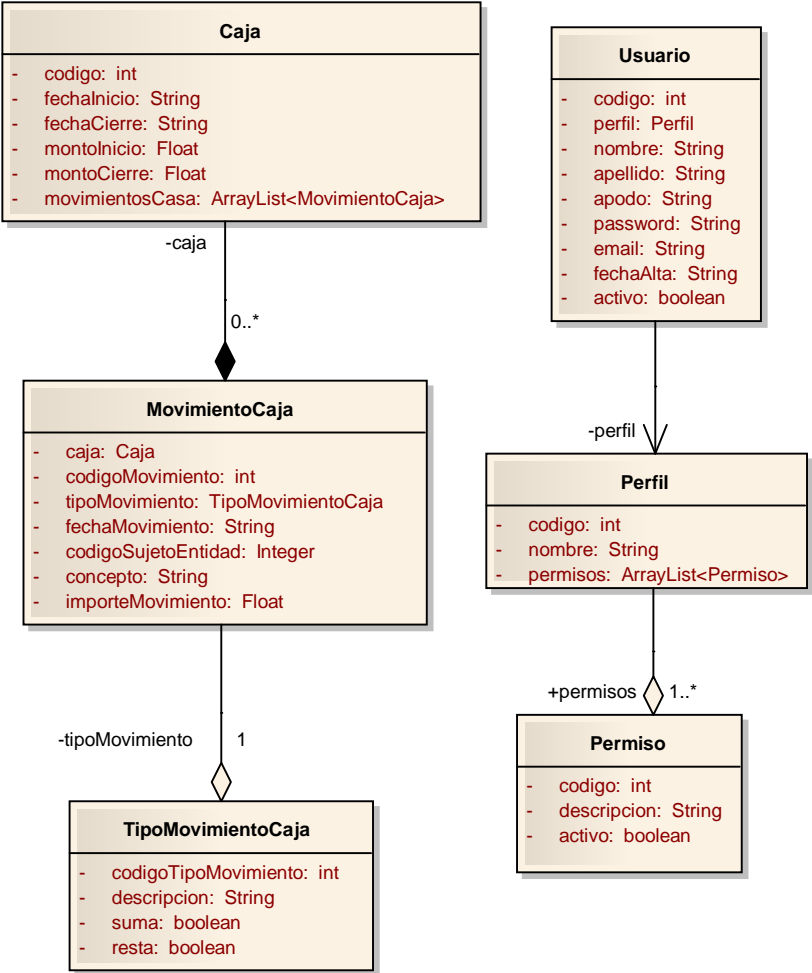 Caja
- codigo: int
- fechaInicio: String
- fechaCierre: String
- montoInicio: Float
- montoCierre: Float
- movimientosCasa: ArrayList<MovimientoCaja>
-caja
0..*
MovimientoCaja
- caja: Caja
- codigoMovimiento: int
- tipoMovimiento: TipoMovimientoCaja
- fechaMovimiento: String
- codigoSujetoEntidad: Integer
- concepto: String
- importeMovimiento: Float
-tipoMovimiento 1
TipoMovimientoCaja
- codigoTipoMovimiento: int
- descripcion: String
- suma: boolean
- resta: boolean
Usuario
- codigo: int
- perfil: Perfil
- nombre: String
- apellido: String
- apodo: String
- password: String
- email: String
- fechaAlta: String
- activo: boolean
-perfil
Perfil
- codigo: int
- nombre: String
- permisos: ArrayList<Permiso>
+permisos 1..*
Permiso
- codigo: int
- descripcion: String
- activo: boolean